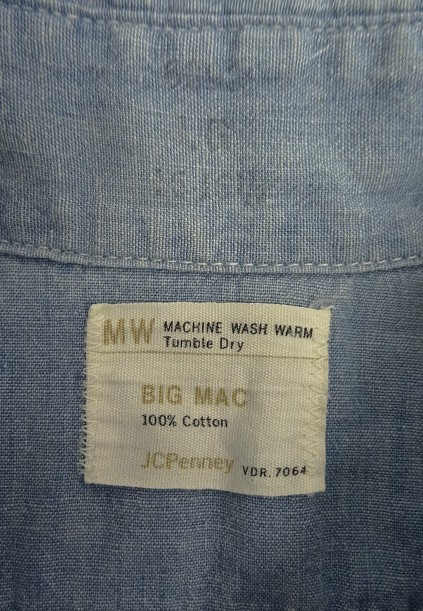 MW MACHINE WASH WARM
Tumble Dry
BIG MAC
100% Cotton
JCPenney VDR. 7064